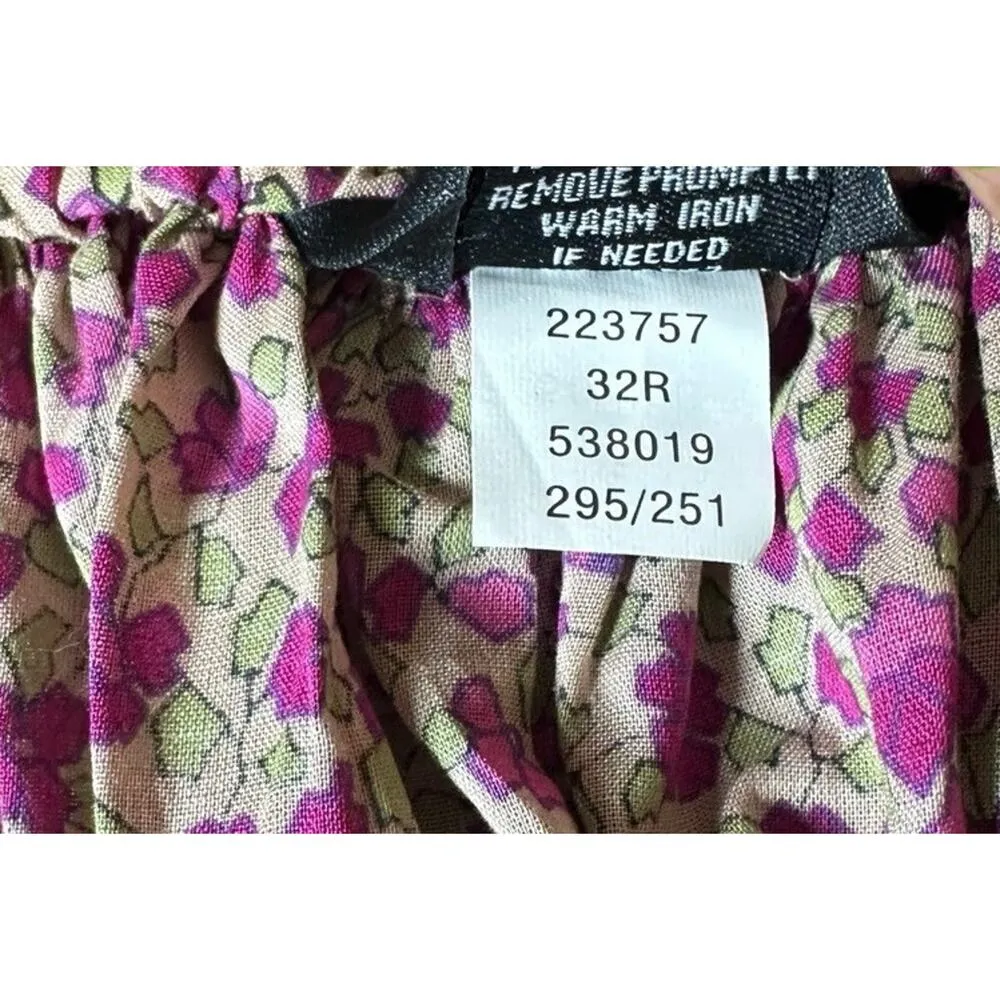 REMOVE PROMPTLY
WARM IRON
IF NEEDED
223757
32R
538019
295/251